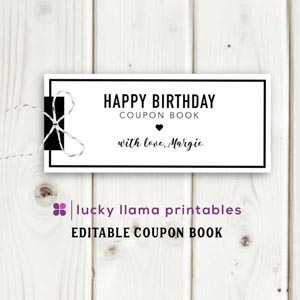 HAPPY BIRTHDAY
COUPON BOOK
with love, Margie
lucky llama printables
EDITABLE COUPON BOOK